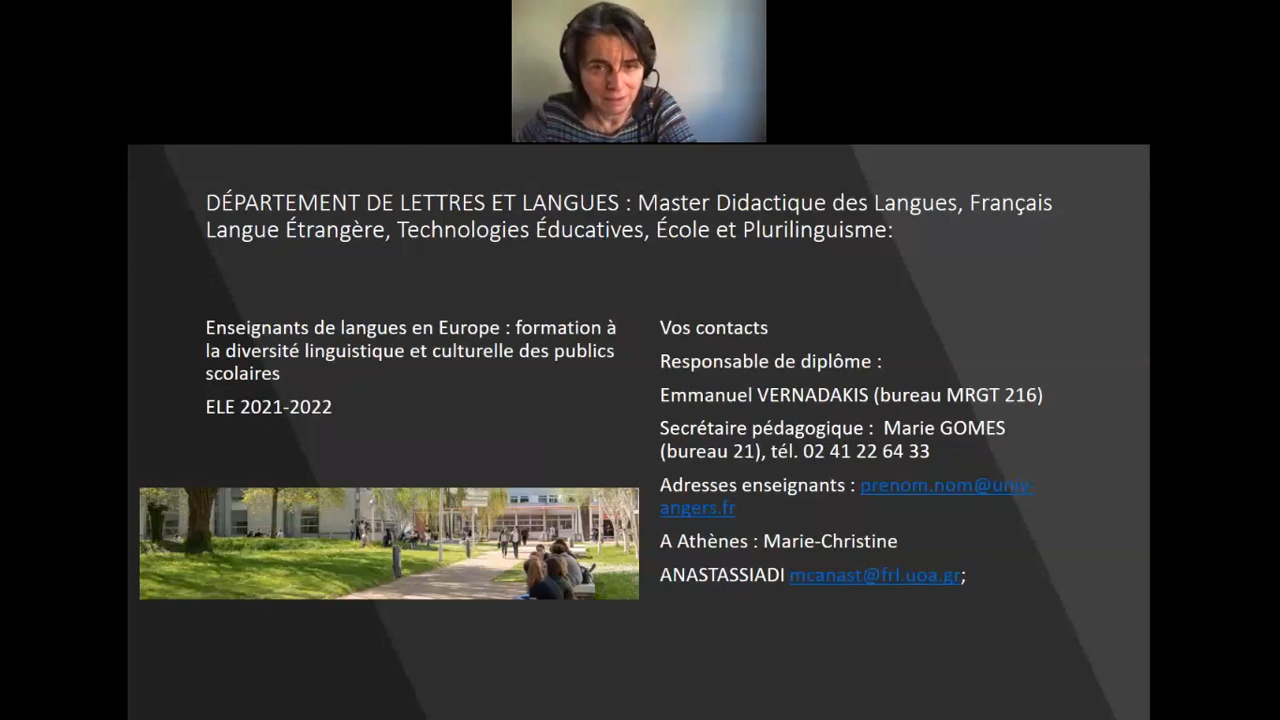 DÉPARTEMENT DE LETTRES ET LANGUES : Master Didactique des Langues, Français
Langue Étrangère, Technologies Éducatives, École et Plurilinguisme:
Enseignants de langues en Europe : formation à
la diversité linguistique et culturelle des publics
scolaires
ELE 2021-2022
Vos contacts
Responsable de diplôme :
Emmanuel VERNADAKIS (bureau MRGT 216)
Secrétaire pédagogique : Marie GOMES
(bureau 21), tél. 02 41 22 64 33
Adresses enseignants : prenom.nom@univ-
angers.fr
A Athènes : Marie-Christine
ANASTASSIADI mcanast@frl.uoa.gr;